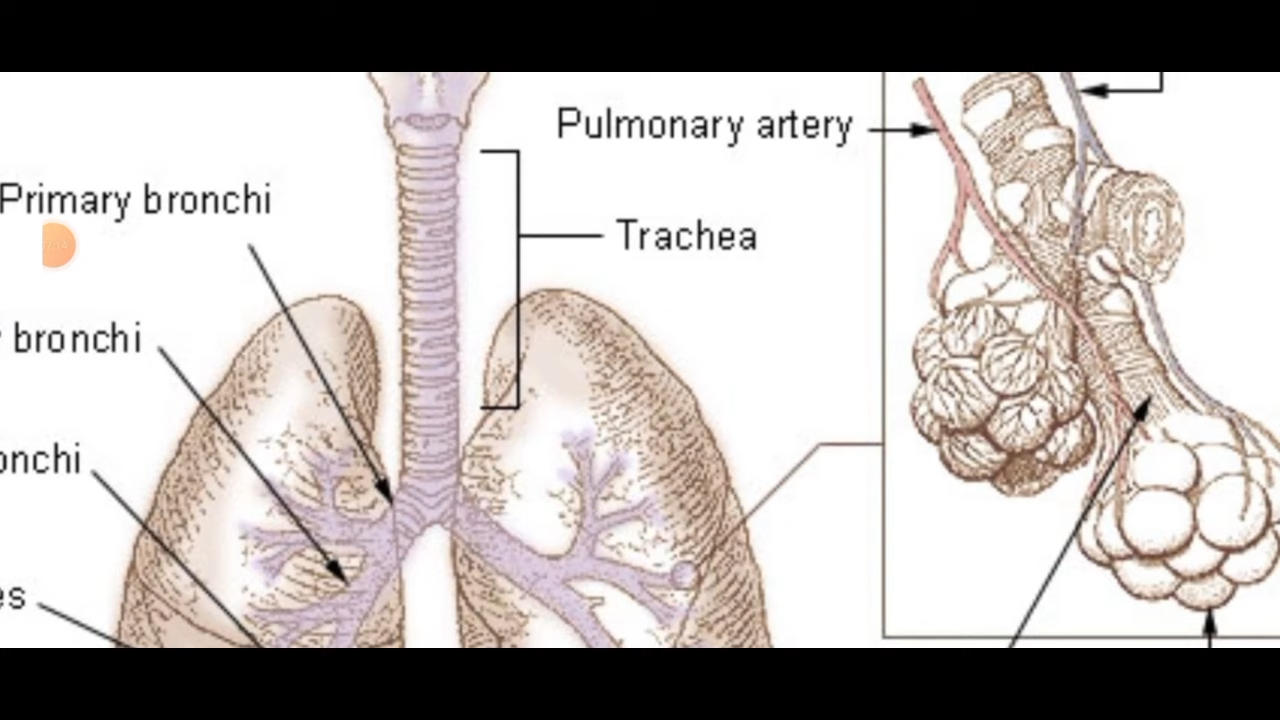 Pulmonary artery
Primary bronchi
Trachea
bronchi
onchi
es